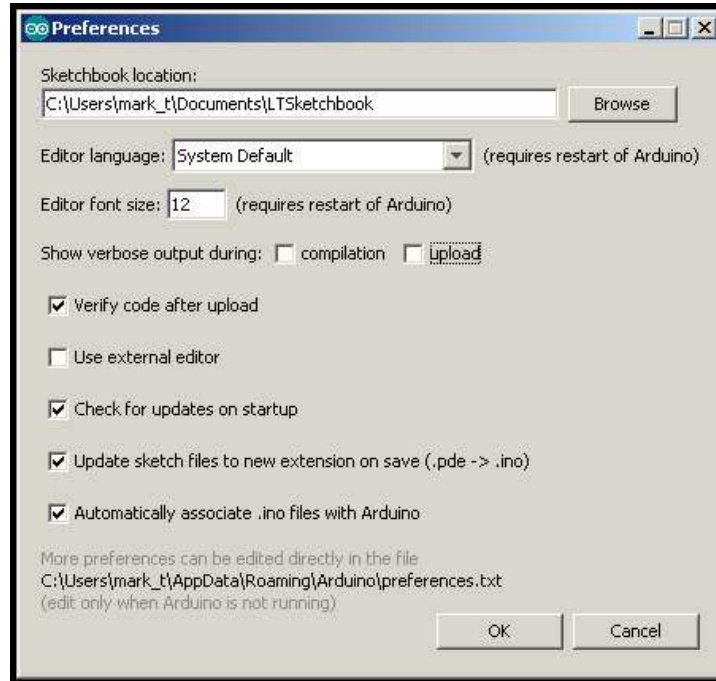 Preferences
Sketchbook location:
C:\Users\mark_t\Documents\LTSketchbook Browse
Editor language: System Default (requires restart of Arduino)
Editor font size: 12 (requires restart of Arduino)
Show verbose output during: compilation upload
Verify code after upload
Use external editor
Check for updates on startup
Update sketch files to new extension on save (.pde -> .ino)
Automatically associate .ino files with Arduino
More preferences can be edited directly in the file
C:\Users\mark_t\AppData\Roaming\Arduino\preferences.txt
(edit only when Arduino is not running)
OK Cancel